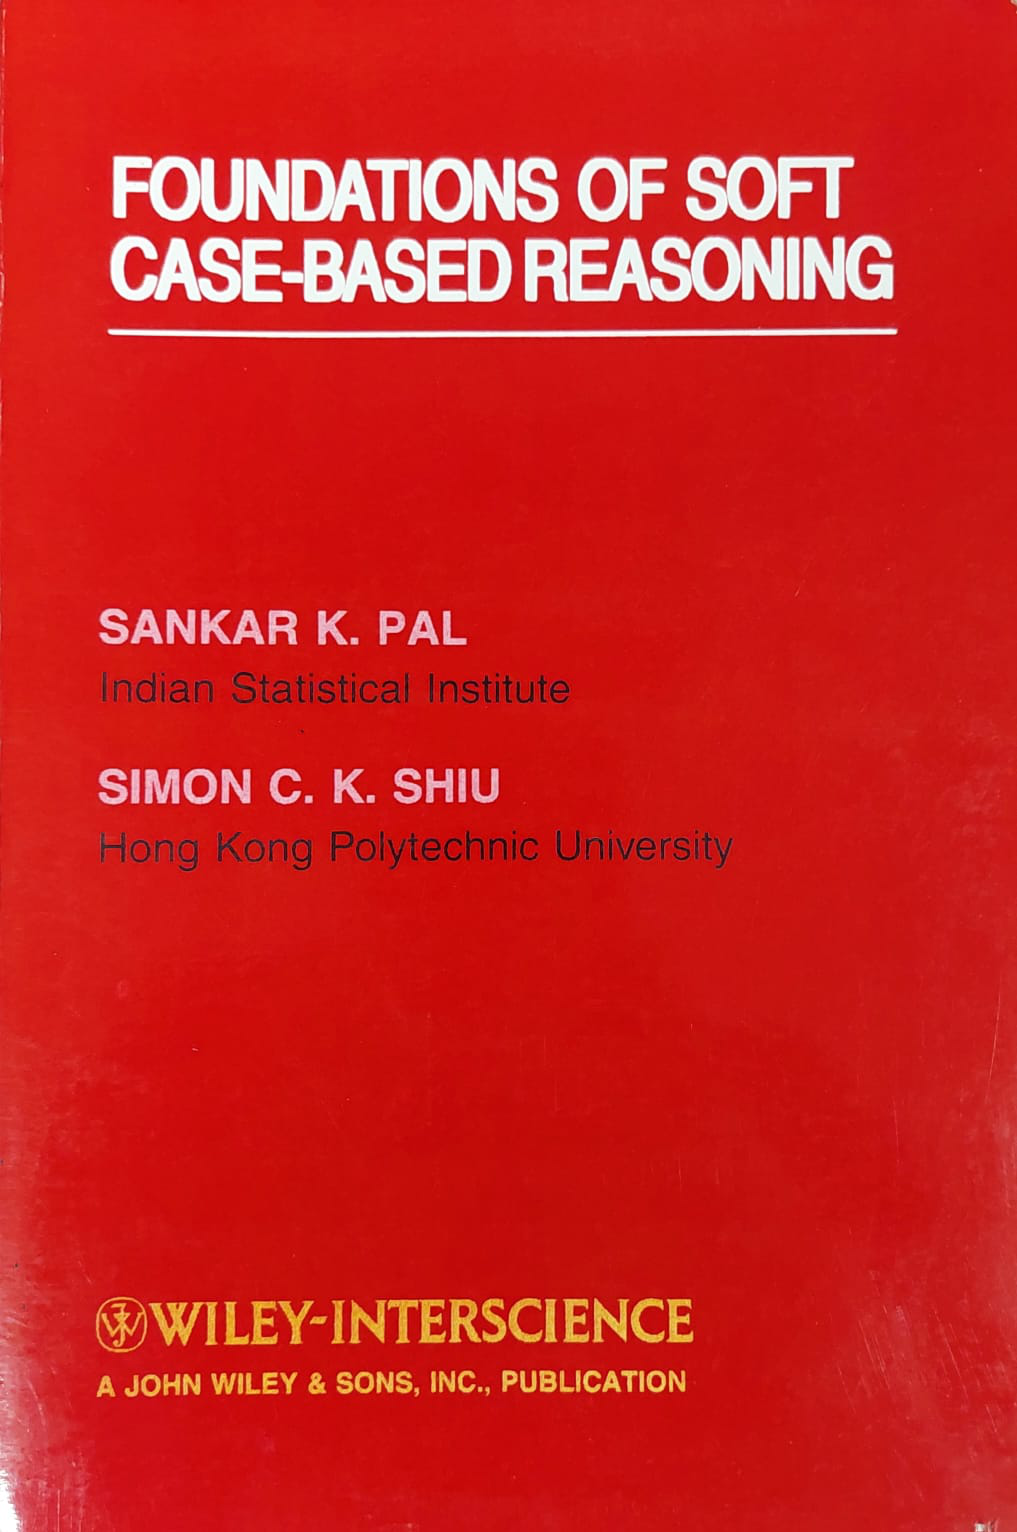 FOUNDATIONS OF SOFT
CASE-BASED REASONING
SANKAR K. PAL
Indian Statistical Institute
SIMON C. K. SHIU
Hong Kong Polytechnic University
WILEY-INTERSCIENCE
A JOHN WILEY & SONS, INC., PUBLICATION